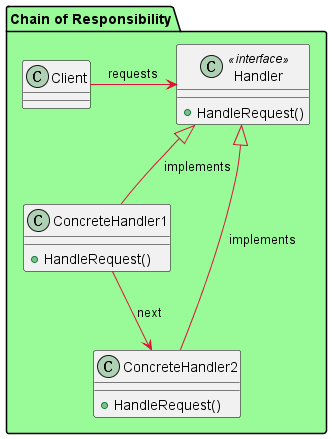 Chain of Responsibility
C Client
requests
«interface»
C Handler
+ HandleRequest()
implements
C ConcreteHandler1
+ HandleRequest()
implements
next
C ConcreteHandler2
+ HandleRequest()